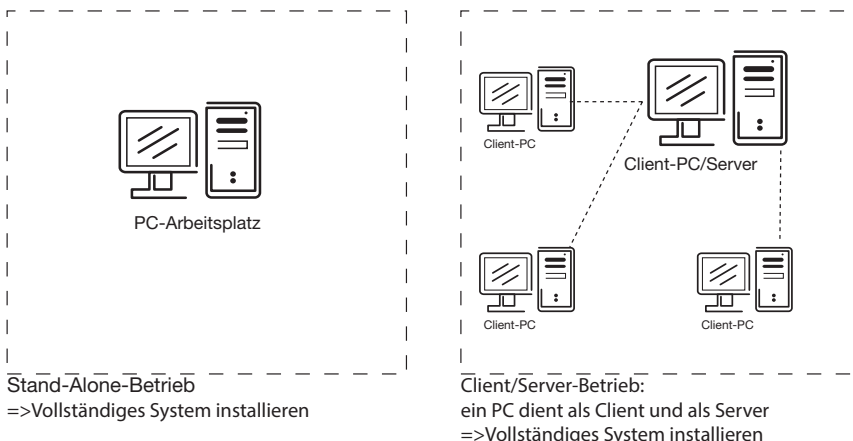 PC-Arbeitsplatz
Stand-Alone-Betrieb
=>Vollständiges System installieren
Client-PC
Client-PC/Server
Client-PC
Client-PC
Client/Server-Betrieb:
ein PC dient als Client und als Server
=>Vollständiges System installieren